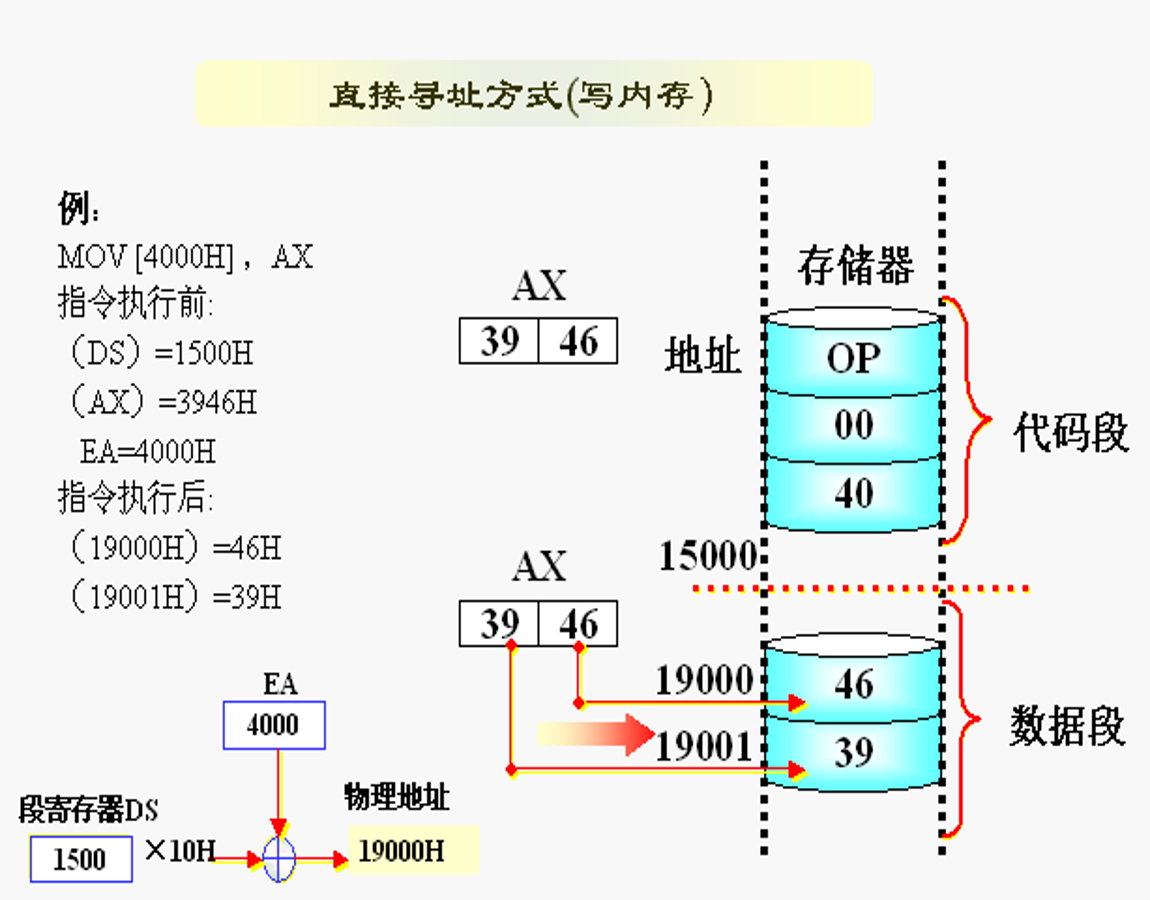 直接寻址方式(写内存)
例:
MOV [4000H] ，AX
指令执行前:
（DS）=1500H
（AX）=3946H
EA=4000H
指令执行后:
（19000H）=46H
（19001H）=39H
AX
39 46
存储器
地址
OP
00
40
代码段
15000
AX
39 46
19000
46
19001
39
数据段
EA
4000
段寄存器DS
1500
×10H
物理地址
19000H